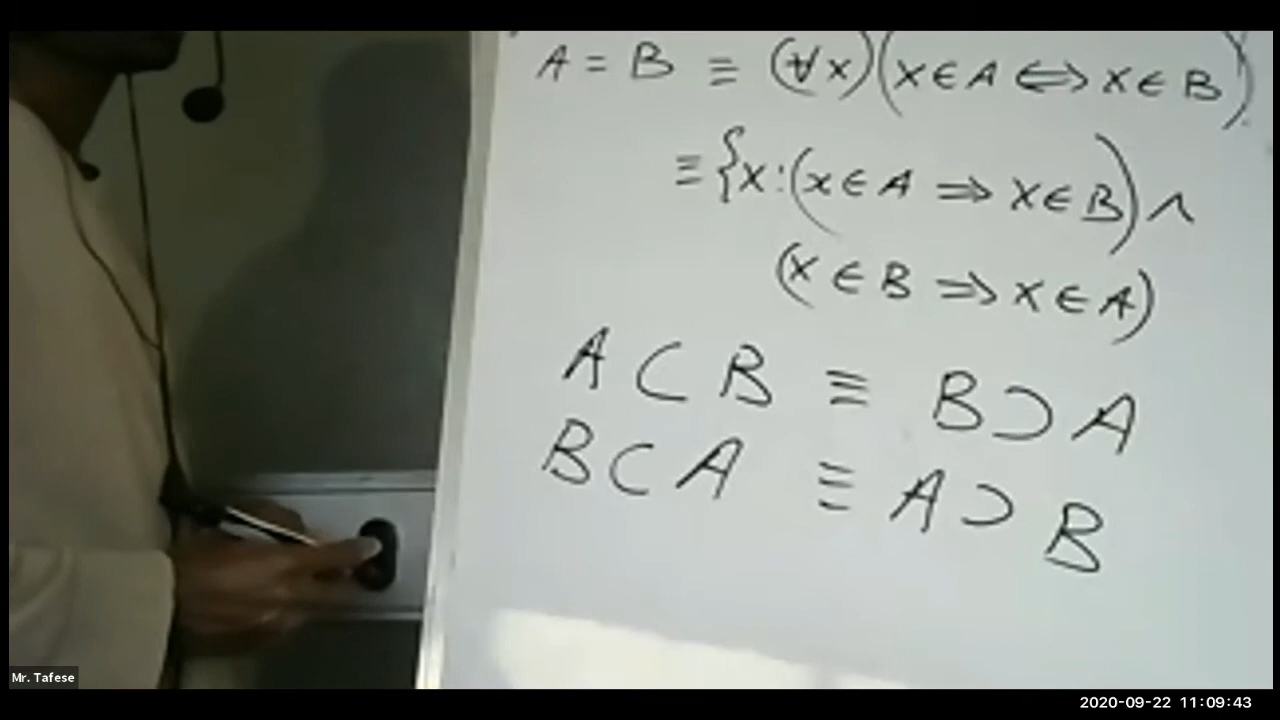 A = B ≡ (∀x)(x∈A ⟺ x∈B).
≡ {x:(x∈A ⟹ x∈B) ∧
(x∈B ⟹ x∈A)
A ⊂ B ≡ B ⊃ A
B ⊂ A ≡ A ⊃ B
Mr. Tafese
2020-09-22 11:09:43